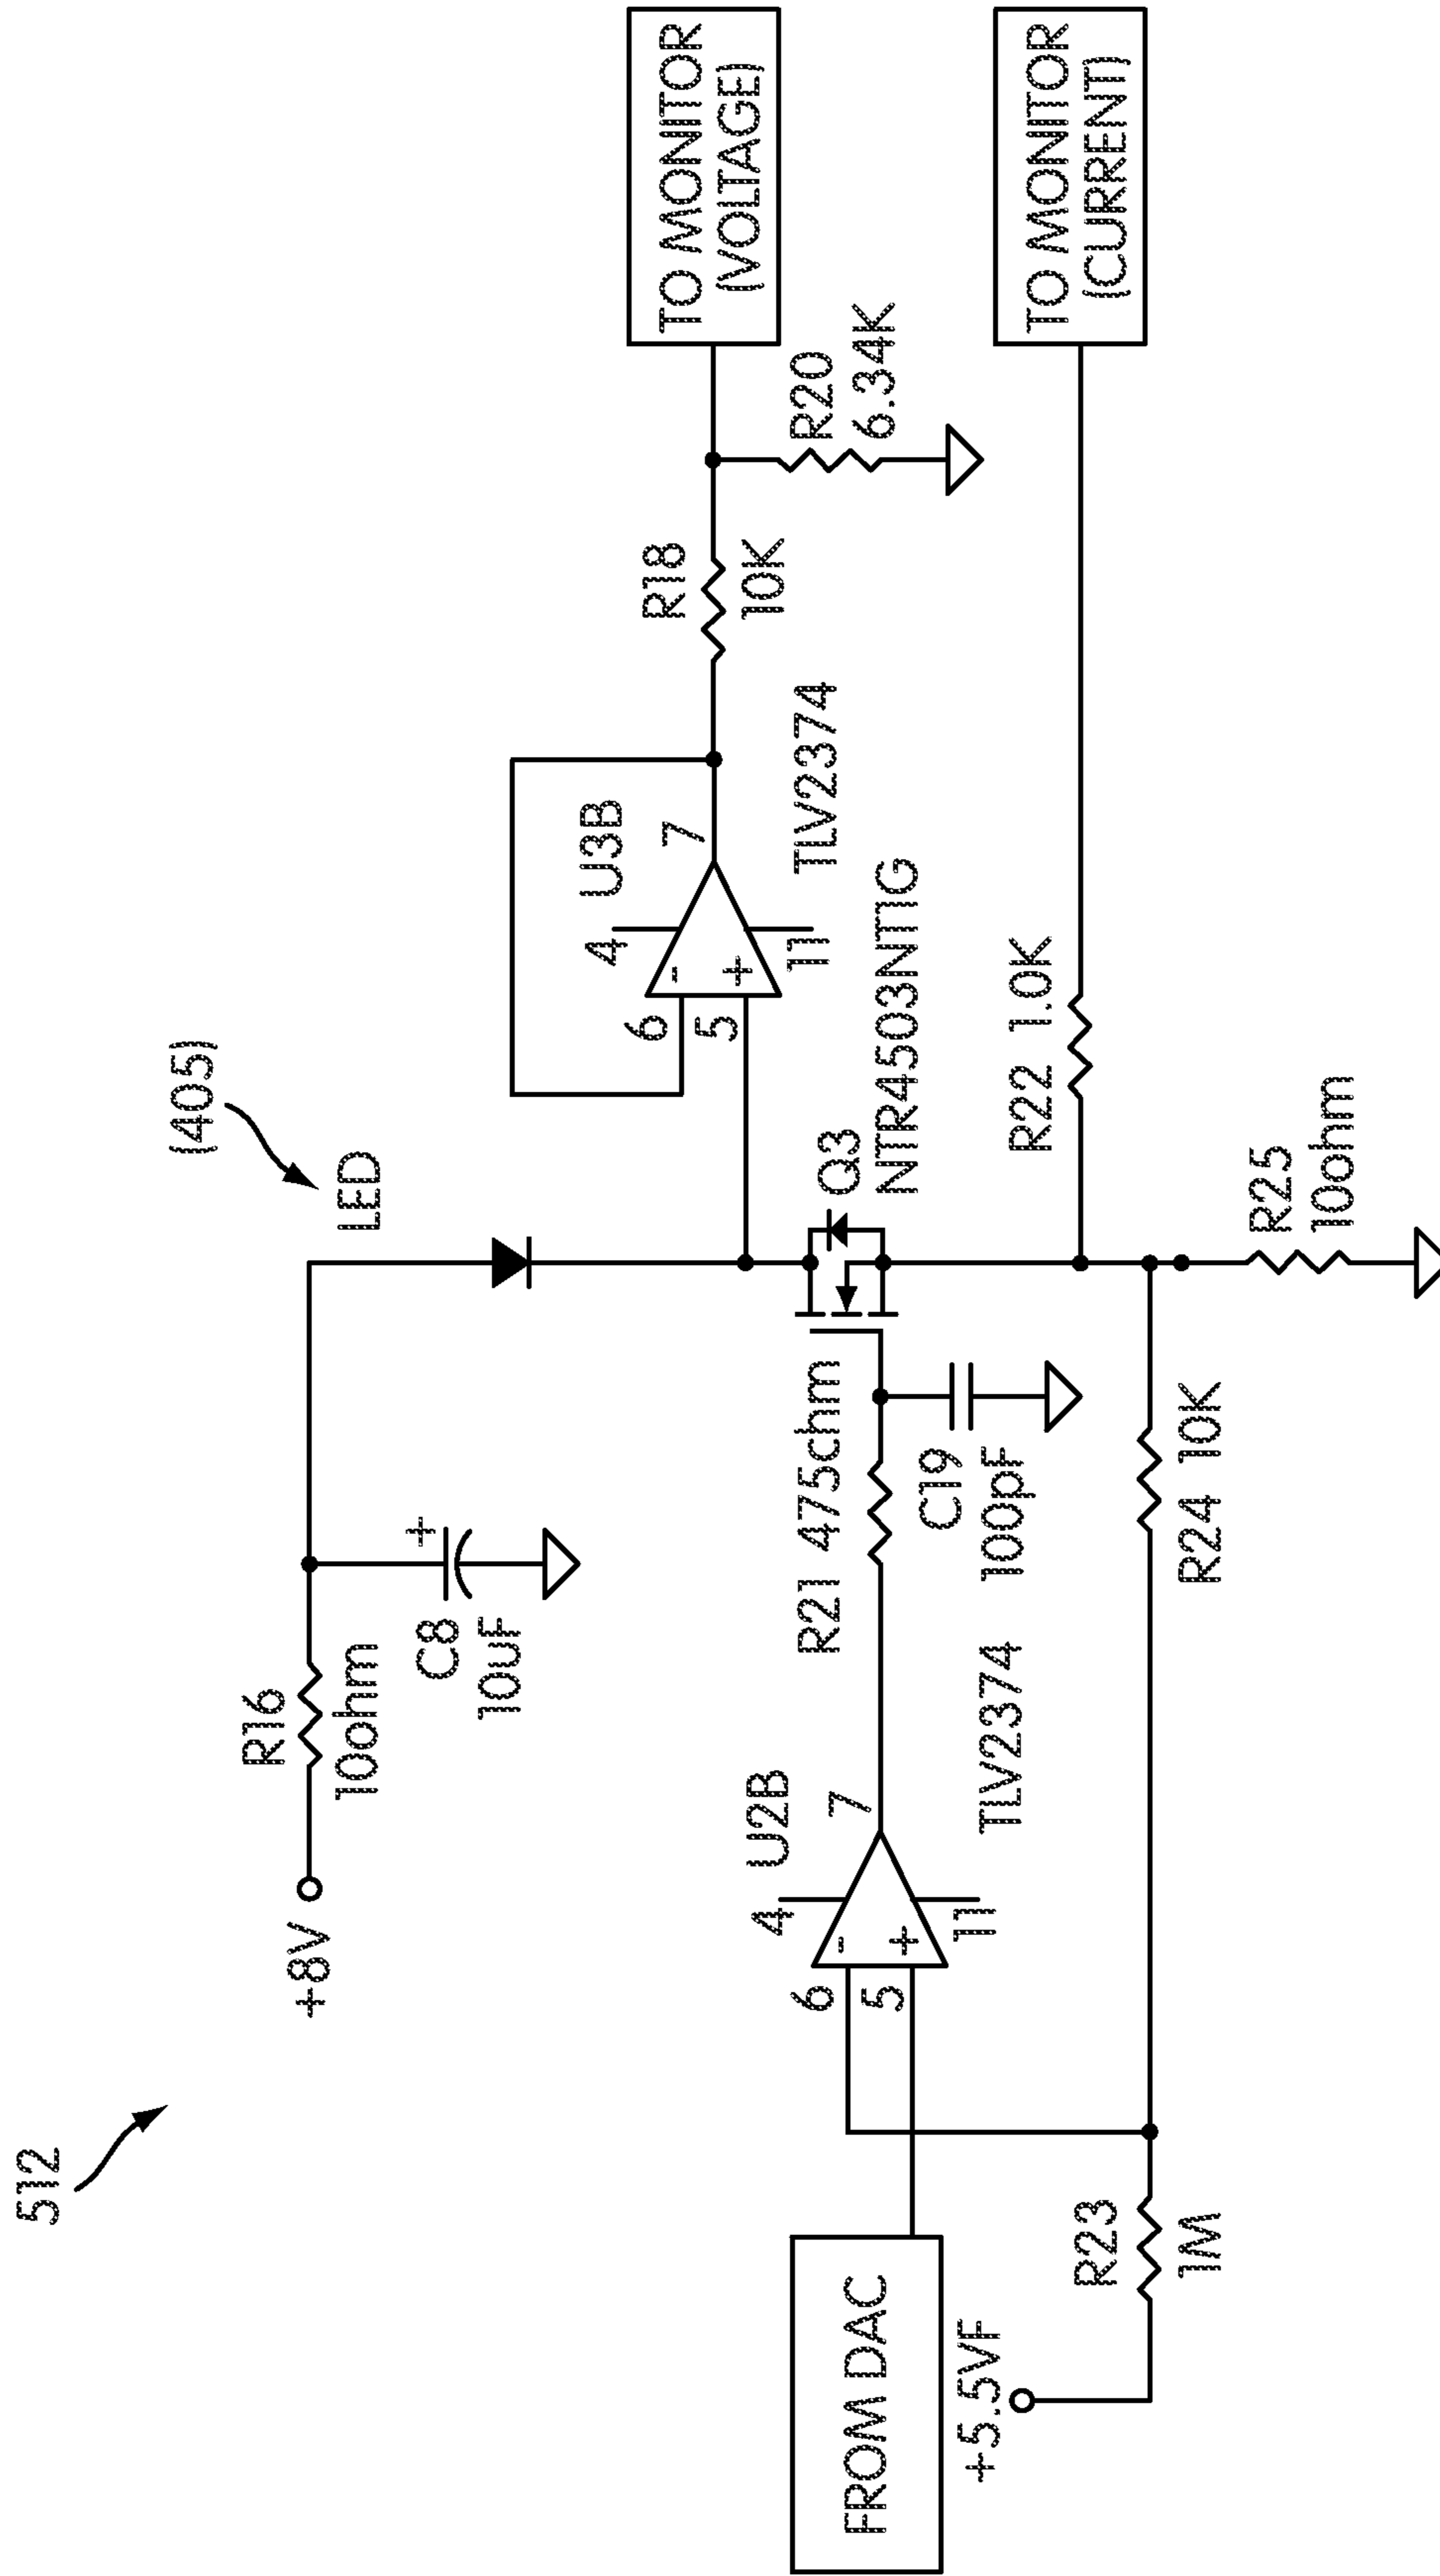 512
(405)
+8V
R16
10ohm
C8
10uF
+
LED
U3B
4
6
5
-
+
7
11
TLV2374
R18
10K
R20
6.34K
TO MONITOR
(VOLTAGE)
Q3
NTR4503NT1G
FROM DAC
U2B
4
6
5
-
+
7
11
TLV2374
R21 475chm
C19
100pF
R22 1.0K
TO MONITOR
(CURRENT)
+5.5VF
R23
1M
R24 10K
R25
10ohm